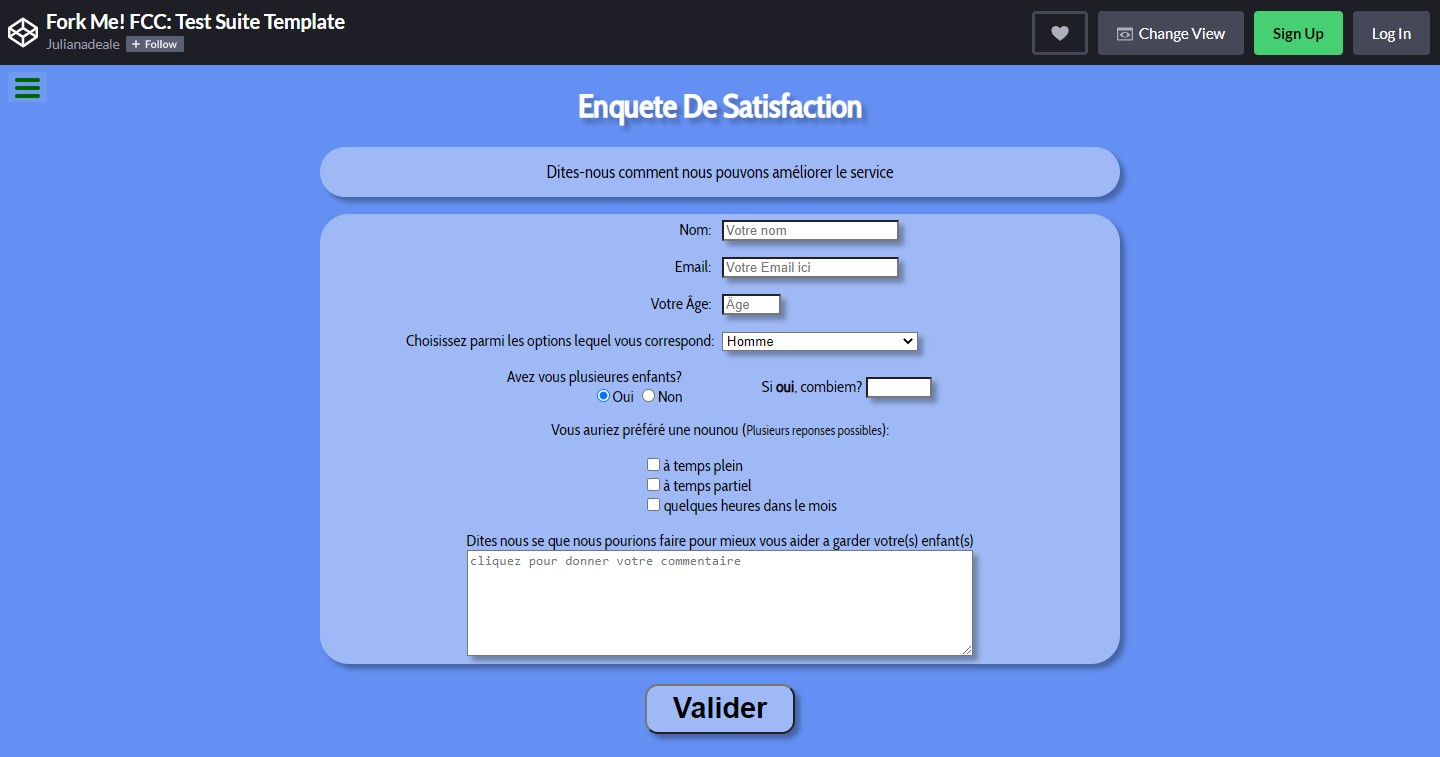 Fork Me! FCC: Test Suite Template
Julianadeale + Follow
Change View
Sign Up
Log In
Enquete De Satisfaction
Dites-nous comment nous pouvons améliorer le service
Nom: Votre nom
Email: Votre Email ici
Votre Âge: Âge
Choisissez parmi les options lequel vous correspond: Homme
Avez vous plusieures enfants?
Oui Non
Si oui, combiem?
Vous auriez préféré une nounou (Plusieurs reponses possibles):
à temps plein
à temps partiel
quelques heures dans le mois
Dites nous se que nous pourions faire pour mieux vous aider a garder votre(s) enfant(s)
cliquez pour donner votre commentaire
Valider